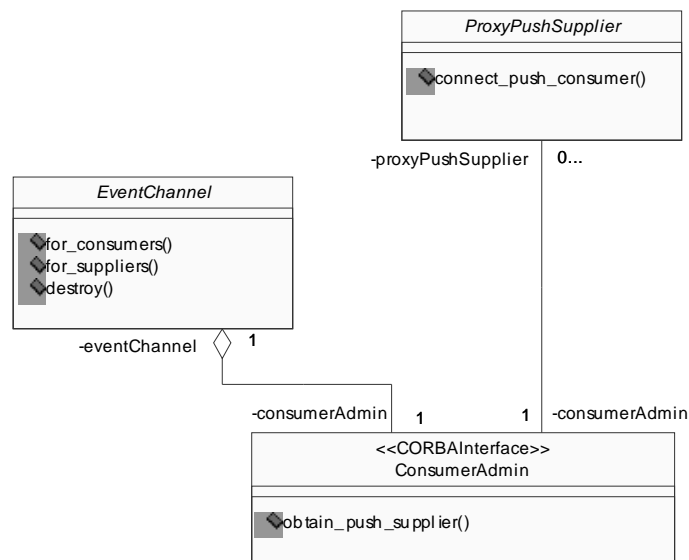 ProxyPushSupplier
connect_push_consumer()
-proxyPushSupplier
0...
EventChannel
for_consumers()
for_suppliers()
destroy()
-eventChannel
1
-consumerAdmin
1
1
-consumerAdmin
<<CORBAInterface>>
ConsumerAdmin
obtain_push_supplier()